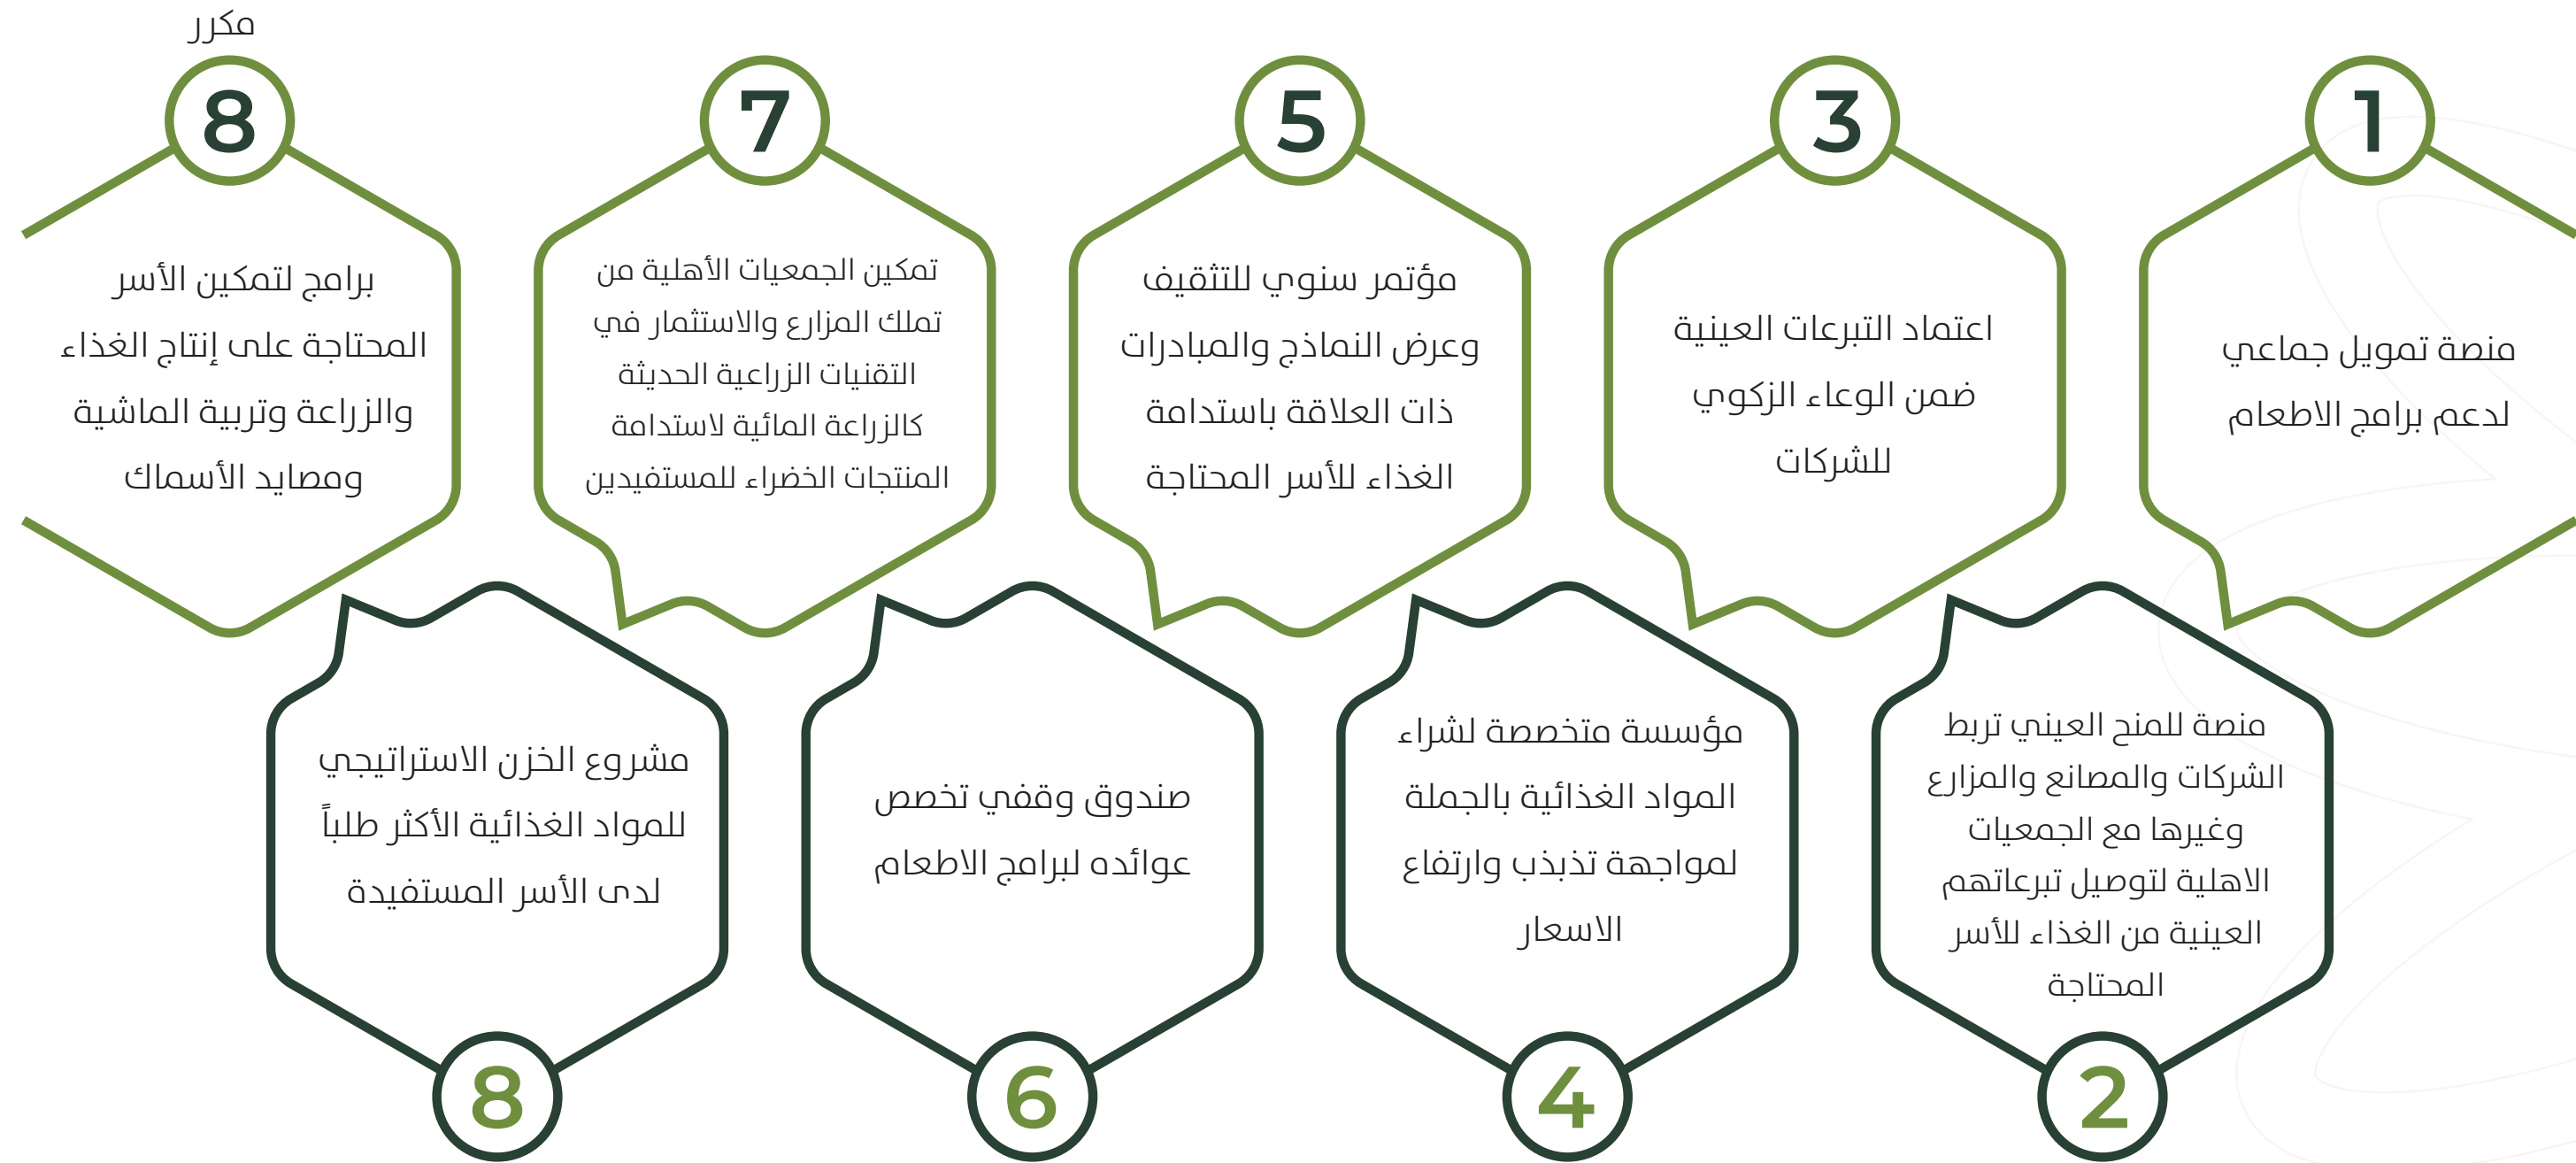 1
منصة تمويل جماعي
لدعم برامج الاطعام
2
منصة للمنح العيني تربط
الشركات والمصانع والمزارع
وغيرها مع الجمعيات
الاهلية لتوصيل تبرعاتهم
العينية من الغذاء للأسر
المحتاجة
3
اعتماد التبرعات العينية
ضمن الوعاء الزكوي
للشركات
4
مؤسسة متخصصة لشراء
المواد الغذائية بالجملة
لمواجهة تذبذب وارتفاع
الاسعار
5
مؤتمر سنوي للتثقيف
وعرض النماذج والمبادرات
ذات العلاقة باستدامة
الغذاء للأسر المحتاجة
6
صندوق وقفي تخصص
عوائده لبرامج الاطعام
7
تمكين الجمعيات الأهلية من
تملك المزارع والاستثمار في
التقنيات الزراعية الحديثة
كالزراعة المائية لاستدامة
المنتجات الخضراء للمستفيدين
8
مشروع الخزن الاستراتيجي
للمواد الغذائية الأكثر طلباً
لدى الأسر المستفيدة
مكرر
8
برامج لتمكين الأسر
المحتاجة على إنتاج الغذاء
والزراعة وتربية الماشية
ومصايد الأسماك